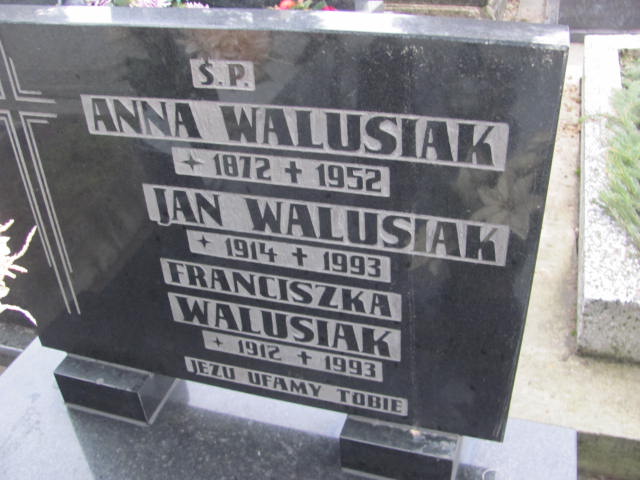 Ś.P.
ANNA WALUSIAK
✦ 1872 ✝ 1952
JAN WALUSIAK
✦ 1914 ✝ 1993
FRANCISZKA
WALUSIAK
✦ 1912 ✝ 1993
JEZU UFAMY TOBIE